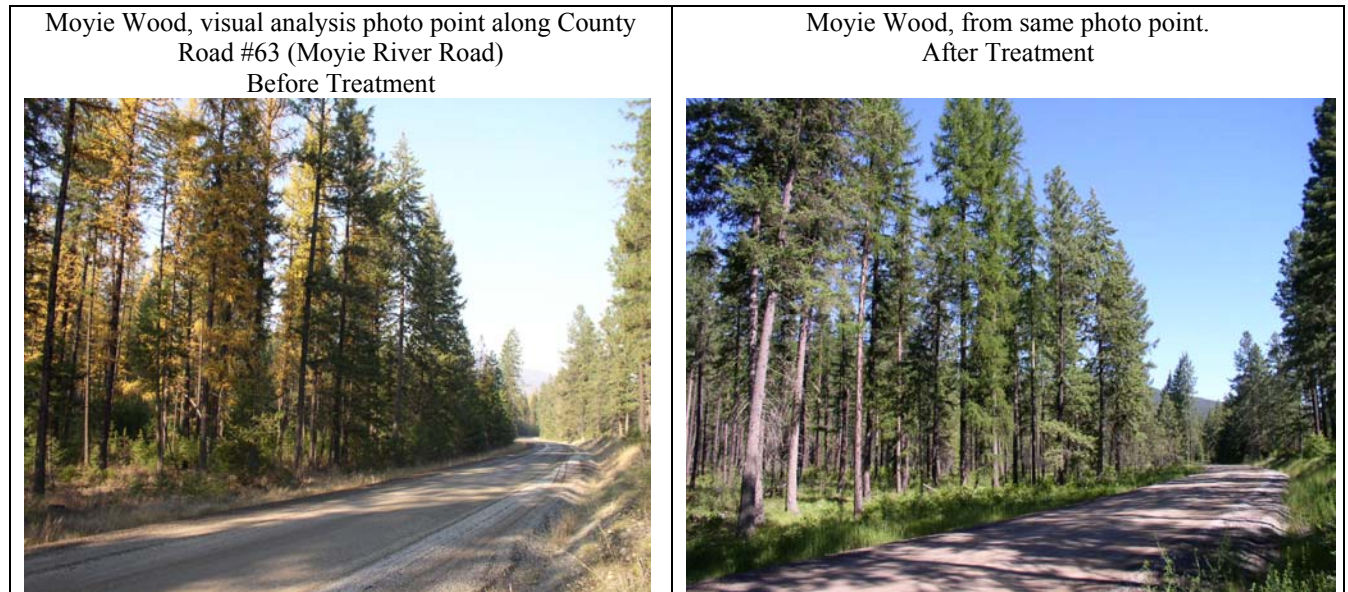 Moyie Wood, visual analysis photo point along County
Road #63 (Moyie River Road)
Before Treatment
Moyie Wood, from same photo point.
After Treatment